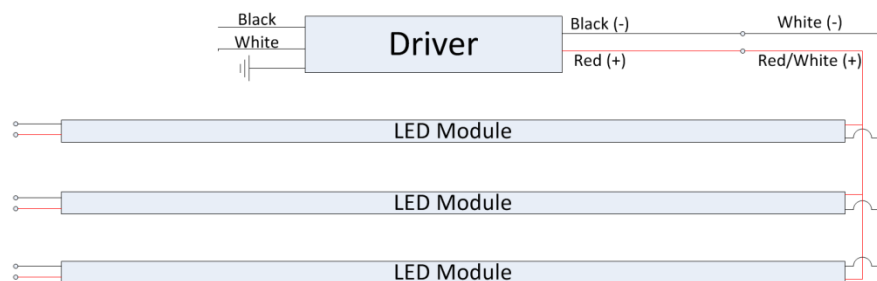 Black
White
Driver
Black (-)
White (-)
Red (+)
Red/White (+)
LED Module
LED Module
LED Module